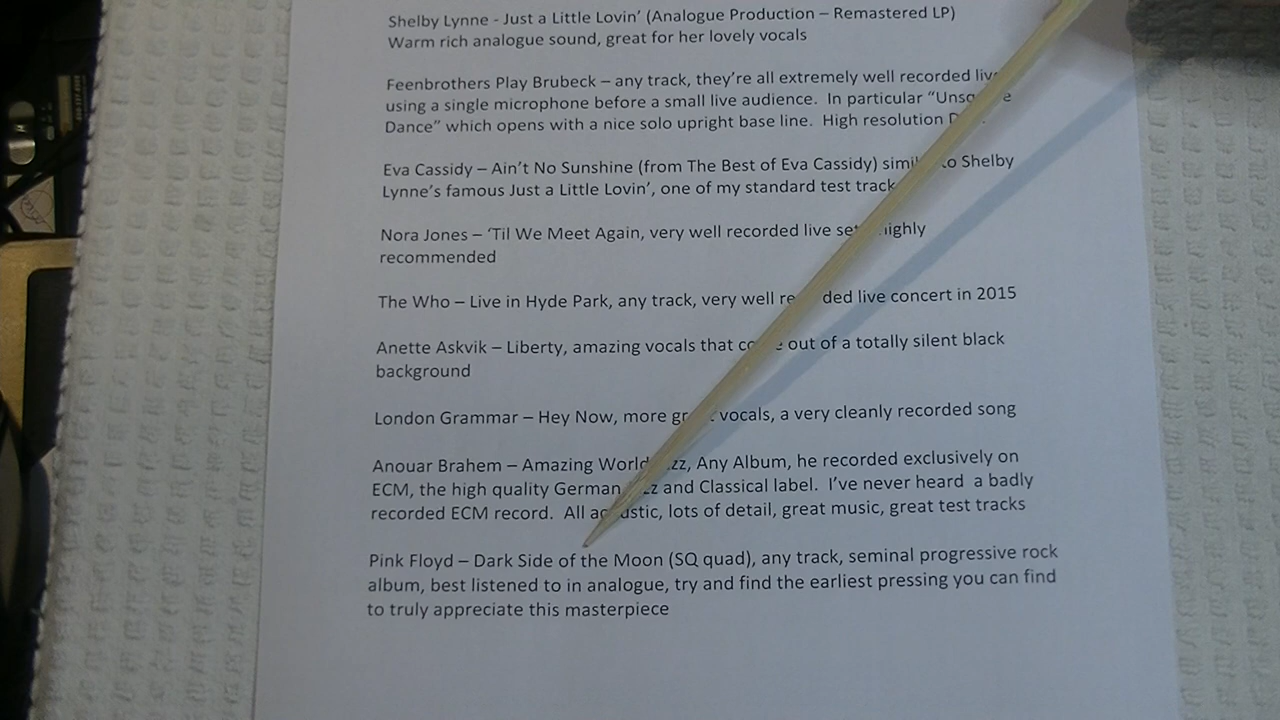 Shelby Lynne - Just a Little Lovin' (Analogue Production – Remastered LP)
Warm rich analogue sound, great for her lovely vocals
Feenbrothers Play Brubeck – any track, they're all extremely well recorded
using a single microphone before a small live audience. In particular
Dance" which opens with a nice solo upright base line. High resolution
Eva Cassidy – Ain't No Sunshine (from The Best of Eva Cassidy) Shelby
Lynne's famous Just a Little Lovin', one of my standard test
Nora Jones – 'Til We Meet Again, very well recorded live
recommended
The Who – Live in Hyde Park, any track, very well live concert in 2015
Anette Askvik – Liberty, amazing vocals that out of a totally silent black
background
London Grammar – Hey Now, more vocals, a very cleanly recorded song
Anouar Brahem – Amazing World Any Album, he recorded exclusively on
ECM, the high quality German and Classical label. I've never heard a badly
recorded ECM record. All lots of detail, great music, great test tracks
Pink Floyd – Dark Side of the Moon (SQ quad), any track, seminal progressive rock
album, best listened to in analogue, try and find the earliest pressing you can find
to truly appreciate this masterpiece